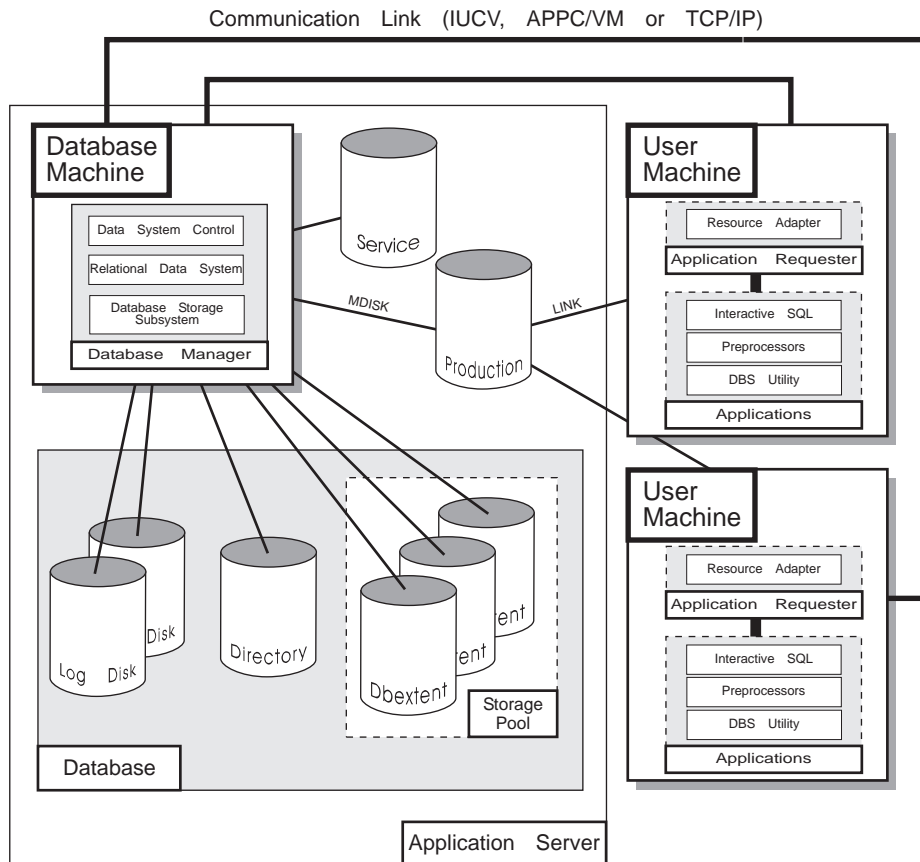 Communication Link (IUCV, APPC/VM or TCP/IP)
Database
Machine
Data System Control
Relational Data System
Database Storage
Subsystem
Database Manager
Service
MDISK
Production
LINK
User
Machine
Resource Adapter
Application Requester
Interactive SQL
Preprocessors
DBS Utility
Applications
User
Machine
Resource Adapter
Application Requester
Interactive SQL
Preprocessors
DBS Utility
Applications
Log Disk
Disk
Directory
Dbextent
tent
tent
Storage
Pool
Database
Application Server